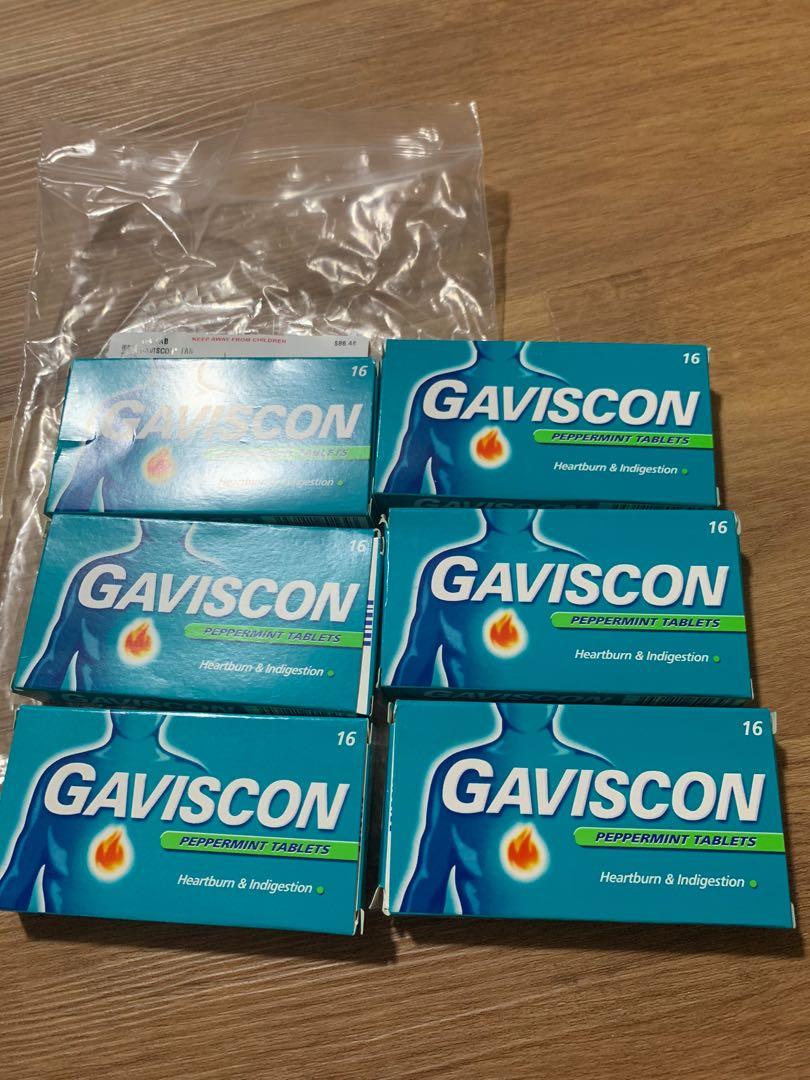 KEEP AWAY FROM CHILDREN
$86.46
16
GAVISCON
PEPPERMINT TABLETS
Heartburn & Indigestion
16
GAVISCON
PEPPERMINT TABLETS
Heartburn & Indigestion
16
GAVISCON
PEPPERMINT TABLETS
Heartburn & Indigestion
16
GAVISCON
PEPPERMINT TABLETS
Heartburn & Indigestion
16
GAVISCON
PEPPERMINT TABLETS
Heartburn & Indigestion
16
GAVISCON
PEPPERMINT TABLETS
Heartburn & Indigestion